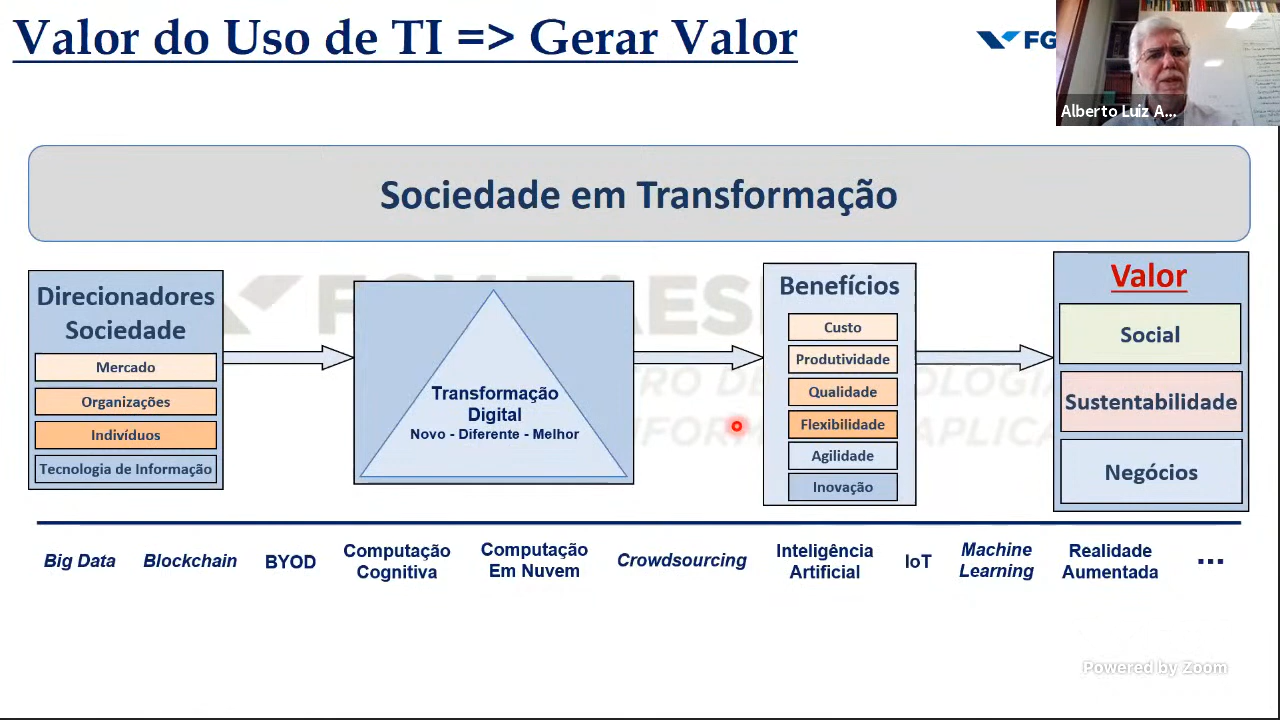 Valor do Uso de TI => Gerar Valor
FG
Alberto Luiz A...
Sociedade em Transformação
Direcionadores
Sociedade
Mercado
Organizações
Indivíduos
Tecnologia de Informação
Transformação
Digital
Novo - Diferente - Melhor
Benefícios
Custo
Produtividade
Qualidade
Flexibilidade
Agilidade
Inovação
Valor
Social
Sustentabilidade
Negócios
Big Data
Blockchain
BYOD
Computação
Cognitiva
Computação
Em Nuvem
Crowdsourcing
Inteligência
Artificial
IoT
Machine
Learning
Realidade
Aumentada
...
Powered by Zoom